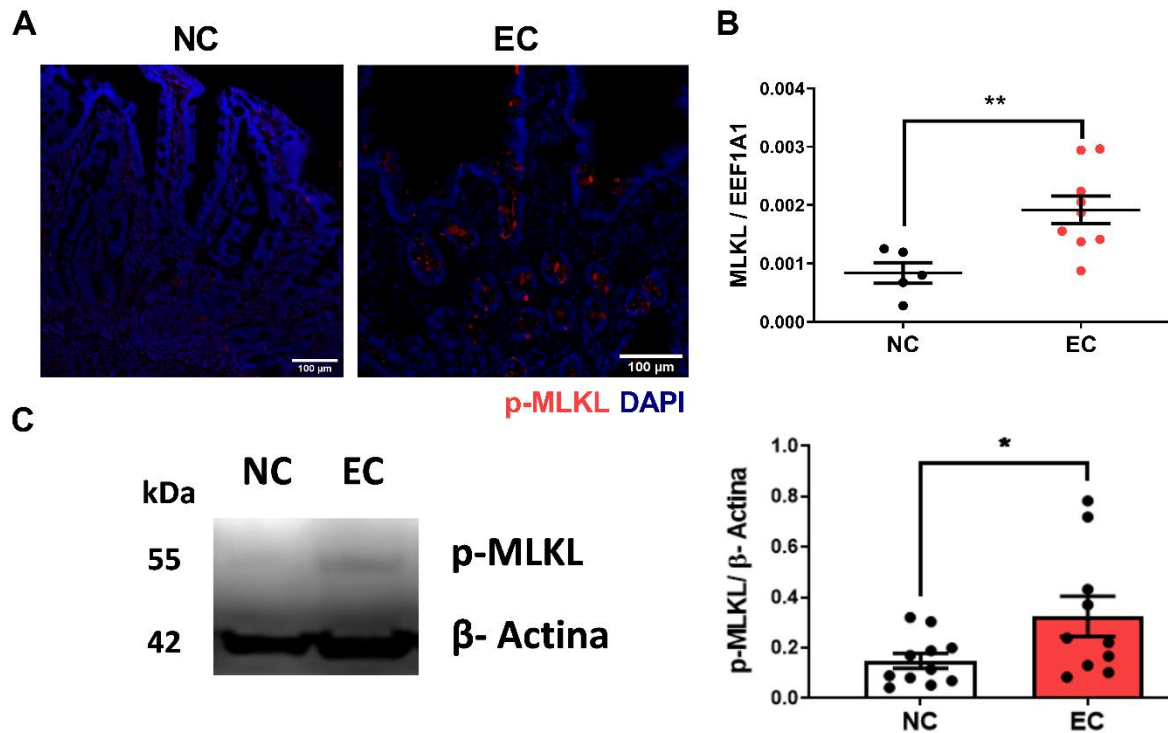 A
NC
EC
100 µm
100 µm
p-MLKL DAPI
B
MLKL / EEF1A1
0.004
0.003
0.002
0.001
0.000
**
NC
EC
C
kDa
NC
EC
55
p-MLKL
42
β- Actina
p-MLKL/ β- Actina
1.0
0.8
0.6
0.4
0.2
0.0
*
NC
EC